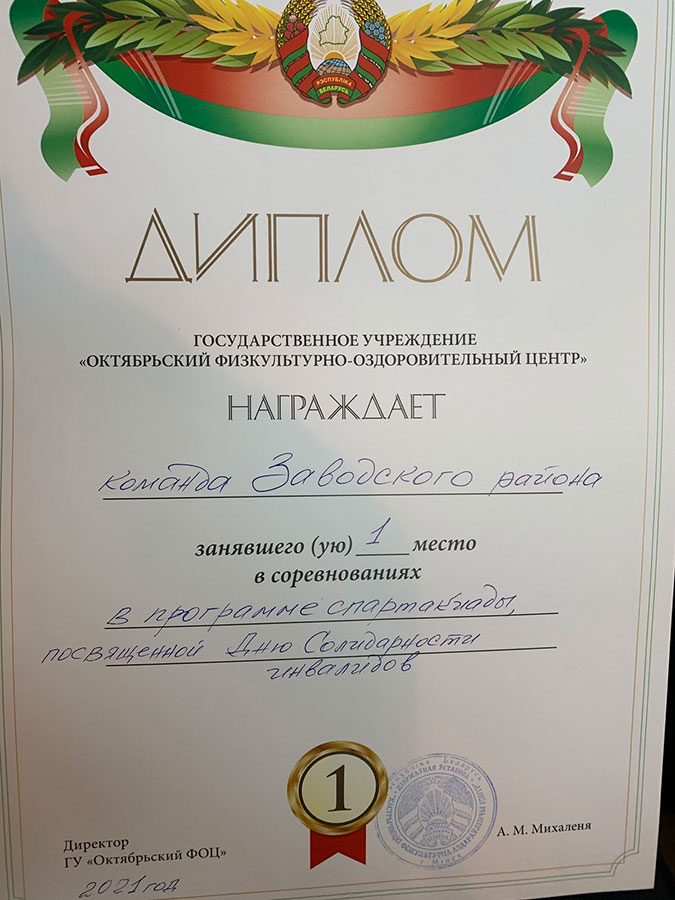 РЭСПУБЛІКА
БЕЛАРУСЬ
ДИПЛОМ
ГОСУДАРСТВЕННОЕ УЧРЕЖДЕНИЕ
«ОКТЯБРЬСКИЙ ФИЗКУЛЬТУРНО-ОЗДОРОВИТЕЛЬНЫЙ ЦЕНТР»
НАГРАЖДАЕТ
команда Заводского района
занявшего (ую) 1 место
в соревнованиях
в программе спартакиады,
посвященной Дню Солидарности
инвалидов
1
Директор
ГУ «Октябрьский ФОЦ»
А. М. Михаленя
2021 год